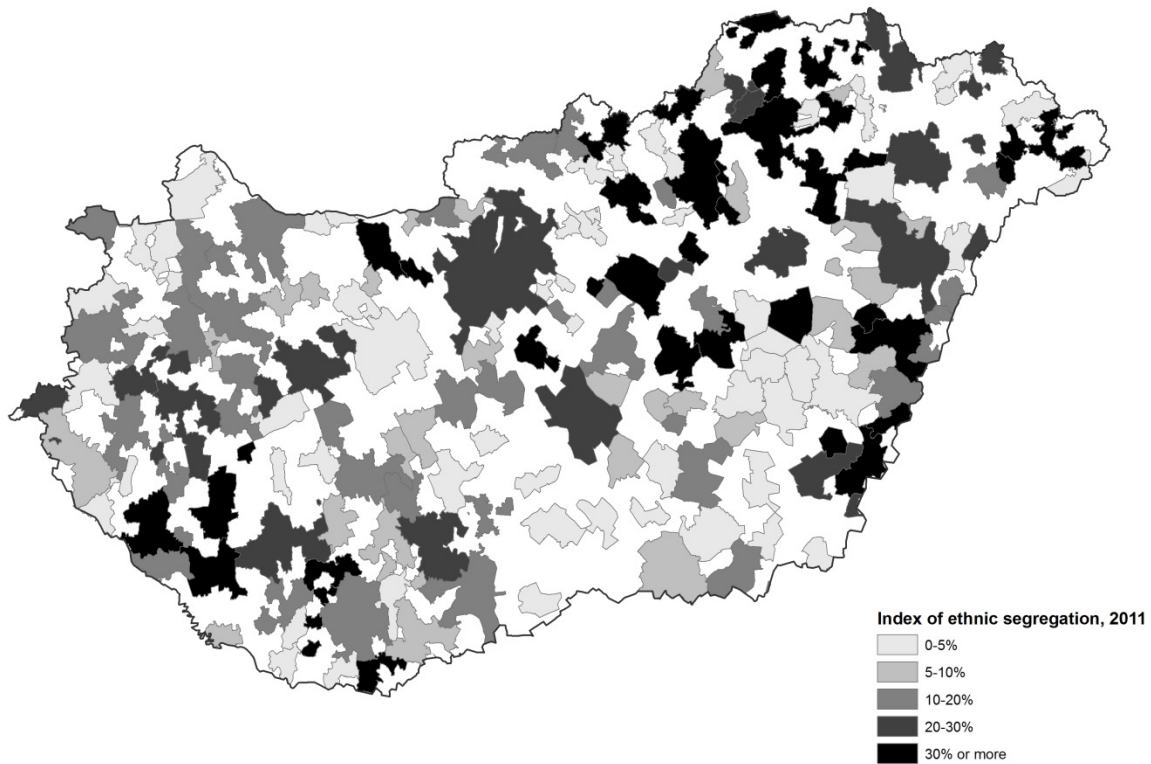 Index of ethnic segregation, 2011
0-5%
5-10%
10-20%
20-30%
30% or more